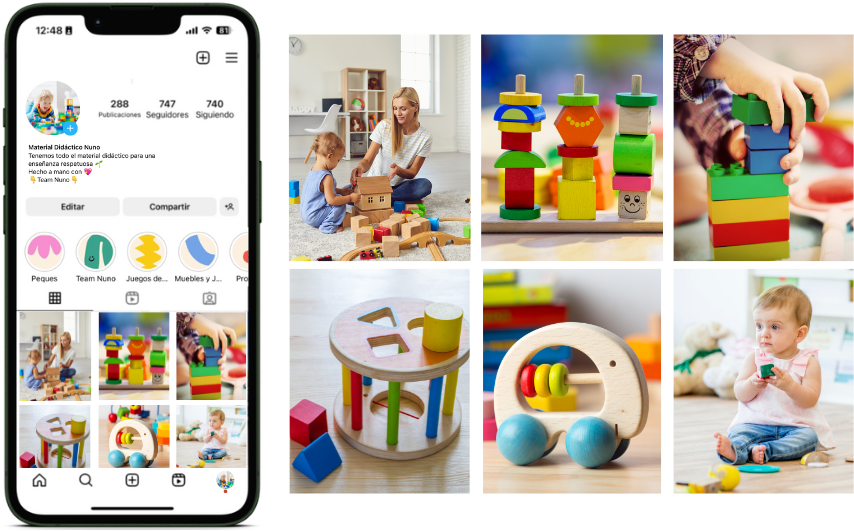 12:48
81
288 747 740
Publicaciones Seguidores Siguiendo
Material Didáctico Nuno
Tenemos todo el material didáctico para una
enseñanza respetuosa 🌱
Hecho a mano con 💖
👇Team Nuno 👇
Editar Compartir
Peques Team Nuno Juegos de... Muebles y J... Pro